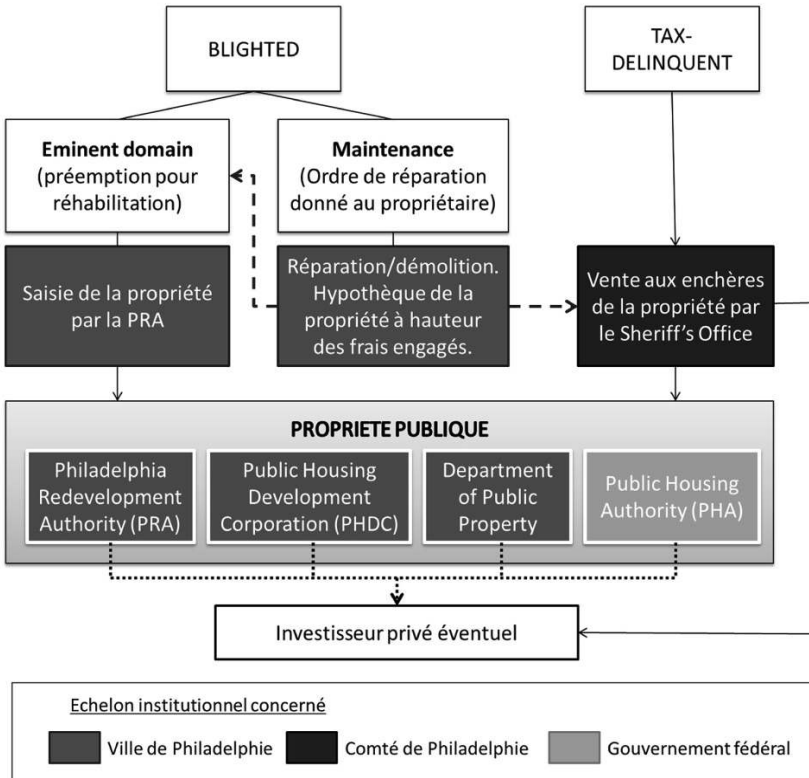 BLIGHTED
TAX-
DELINQUENT
Eminent domain
(préemption pour
réhabilitation)
Maintenance
(Ordre de réparation
donné au propriétaire)
Saisie de la propriété
par la PRA
Réparation/démolition.
Hypothèque de la
propriété à hauteur
des frais engagés.
Vente aux enchères
de la propriété par
le Sheriff's Office
PROPRIETE PUBLIQUE
Philadelphia
Redevelopment
Authority (PRA)
Public Housing
Development
Corporation (PHDC)
Department
of Public
Property
Public Housing
Authority (PHA)
Investisseur privé éventuel
Echelon institutionnel concerné
Ville de Philadelphie
Comté de Philadelphie
Gouvernement fédéral